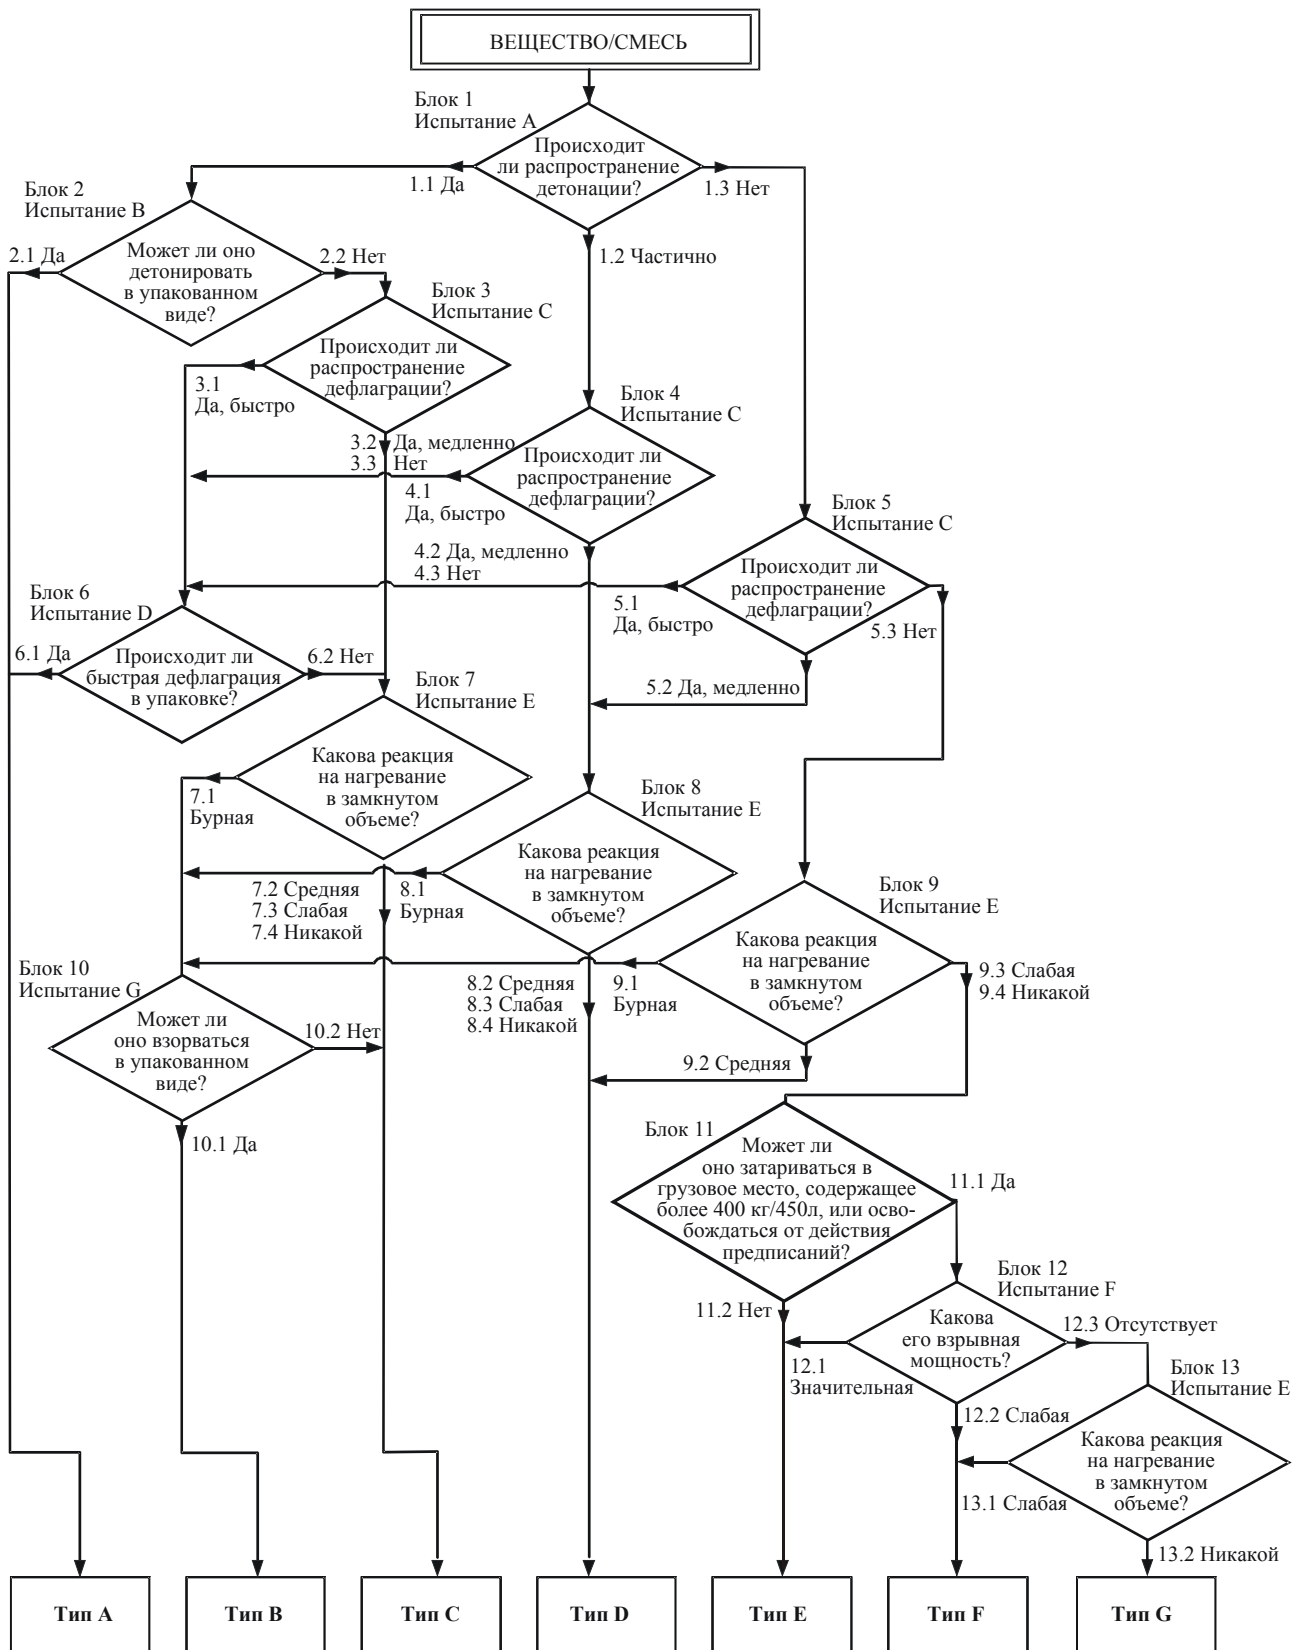 ВЕЩЕСТВО/СМЕСЬ
Блок 1
Испытание A
Происходит
ли распространение
детонации?
1.1 Да
1.3 Нет
1.2 Частично
Блок 2
Испытание B
2.1 Да
Может ли оно
детонировать
в упакованном
виде?
2.2 Нет
Блок 3
Испытание C
Происходит ли
распространение
дефлаграции?
3.1
Да, быстро
3.2 Да, медленно
3.3 Нет
Блок 4
Испытание C
Происходит ли
распространение
дефлаграции?
4.1
Да, быстро
4.2 Да, медленно
4.3 Нет
Блок 5
Испытание C
Происходит ли
распространение
дефлаграции?
5.1
Да, быстро
5.3 Нет
5.2 Да, медленно
Блок 6
Испытание D
6.1 Да
Происходит ли
быстрая дефлаграция
в упаковке?
6.2 Нет
Блок 7
Испытание E
Какова реакция
на нагревание
в замкнутом
объеме?
7.1
Бурная
7.2 Средняя
7.3 Слабая
7.4 Никакой
Блок 8
Испытание E
Какова реакция
на нагревание
в замкнутом
объеме?
8.1
Бурная
8.2 Средняя
8.3 Слабая
8.4 Никакой
Блок 9
Испытание E
Какова реакция
на нагревание
в замкнутом
объеме?
9.1
Бурная
9.3 Слабая
9.4 Никакой
9.2 Средняя
Блок 10
Испытание G
Может ли
оно взорваться
в упакованном
виде?
10.2 Нет
10.1 Да
Блок 11
Может ли
оно затариваться в
грузовое место, содержащее
более 400 кг/450л, или осво-
бождаться от действия
предписаний?
11.1 Да
11.2 Нет
Блок 12
Испытание F
Какова
его взрывная
мощность?
12.3 Отсутствует
12.1
Значительная
12.2 Слабая
Блок 13
Испытание E
Какова реакция
на нагревание
в замкнутом
объеме?
13.1 Слабая
13.2 Никакой
Тип A
Тип B
Тип C
Тип D
Тип E
Тип F
Тип G